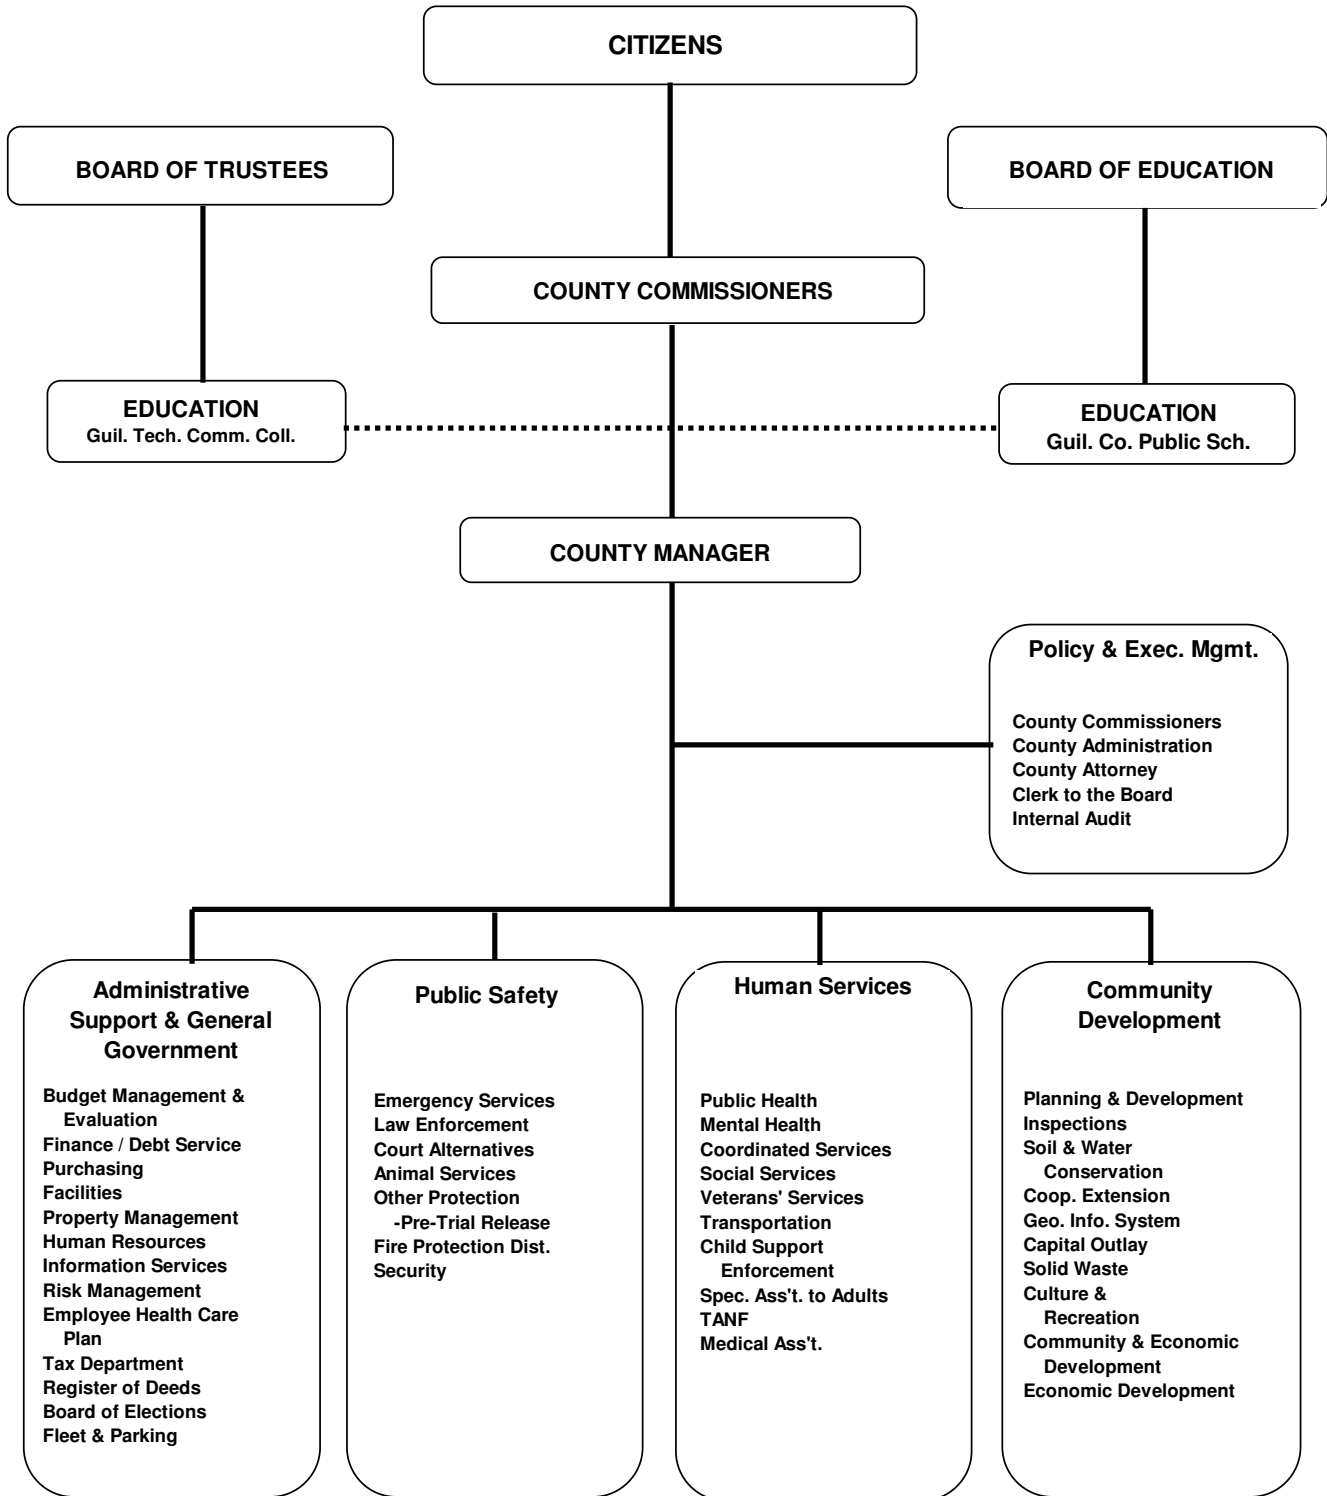 CITIZENS
BOARD OF TRUSTEES
BOARD OF EDUCATION
COUNTY COMMISSIONERS
EDUCATION
Guil. Tech. Comm. Coll.
EDUCATION
Guil. Co. Public Sch.
COUNTY MANAGER
Policy & Exec. Mgmt.
County Commissioners
County Administration
County Attorney
Clerk to the Board
Internal Audit
Administrative
Support & General
Government
Budget Management &
Evaluation
Finance / Debt Service
Purchasing
Facilities
Property Management
Human Resources
Information Services
Risk Management
Employee Health Care
Plan
Tax Department
Register of Deeds
Board of Elections
Fleet & Parking
Public Safety
Emergency Services
Law Enforcement
Court Alternatives
Animal Services
Other Protection
-Pre-Trial Release
Fire Protection Dist.
Security
Human Services
Public Health
Mental Health
Coordinated Services
Social Services
Veterans' Services
Transportation
Child Support
Enforcement
Spec. Ass't. to Adults
TANF
Medical Ass't.
Community
Development
Planning & Development
Inspections
Soil & Water
Conservation
Coop. Extension
Geo. Info. System
Capital Outlay
Solid Waste
Culture &
Recreation
Community & Economic
Development
Economic Development